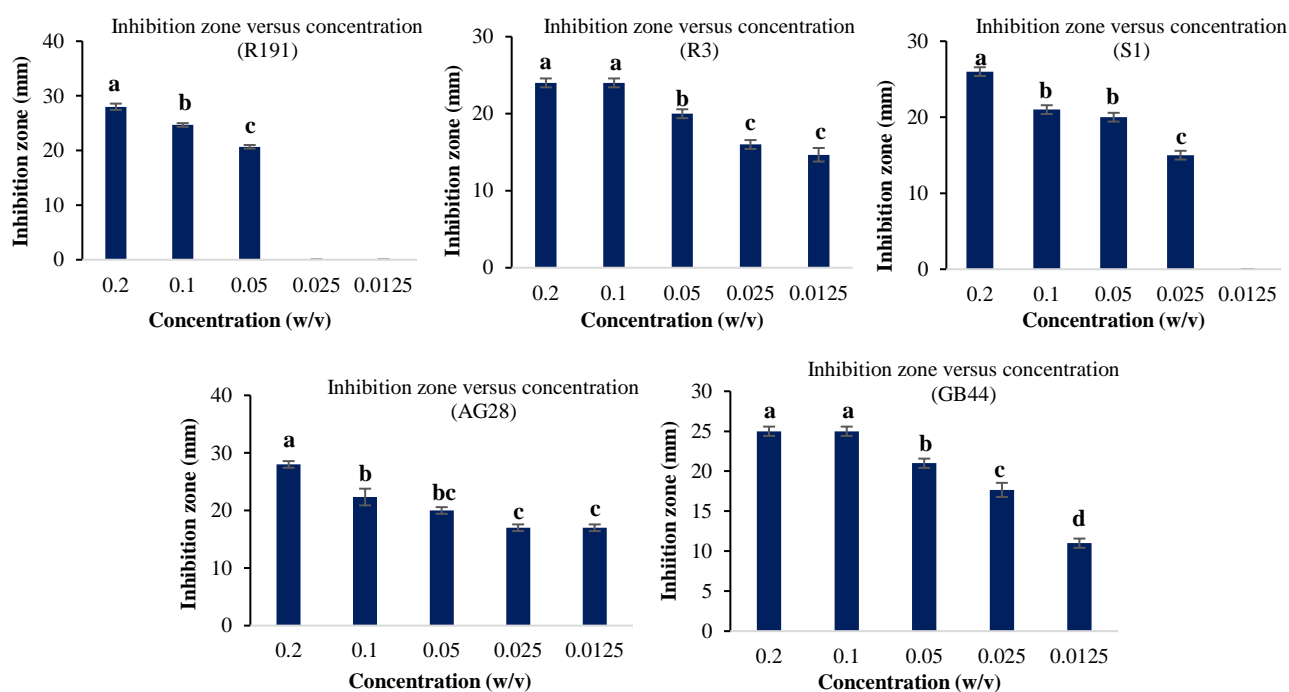 Inhibition zone versus concentration
(R191)
Inhibition zone (mm)
40
30
20
10
0
a
b
c
0.2 0.1 0.05 0.025 0.0125
Concentration (w/v)
Inhibition zone versus concentration
(R3)
Inhibition zone (mm)
30
20
10
0
a a
b
c c
0.2 0.1 0.05 0.025 0.0125
Concentration (w/v)
Inhibition zone versus concentration
(S1)
Inhibition zone (mm)
30
20
10
0
a
b b
c
0.2 0.1 0.05 0.025 0.0125
Concentration (w/v)
Inhibition zone versus concentration
(AG28)
Inhibition zone (mm)
40
30
20
10
0
a
b
bc
c c
0.2 0.1 0.05 0.025 0.0125
Concentration (w/v)
Inhibition zone versus concentration
(GB44)
Inhiition zone (mm)
30
25
20
15
10
5
0
a a
b
c
d
0.2 0.1 0.05 0.025 0.0125
Concentration (w/v)